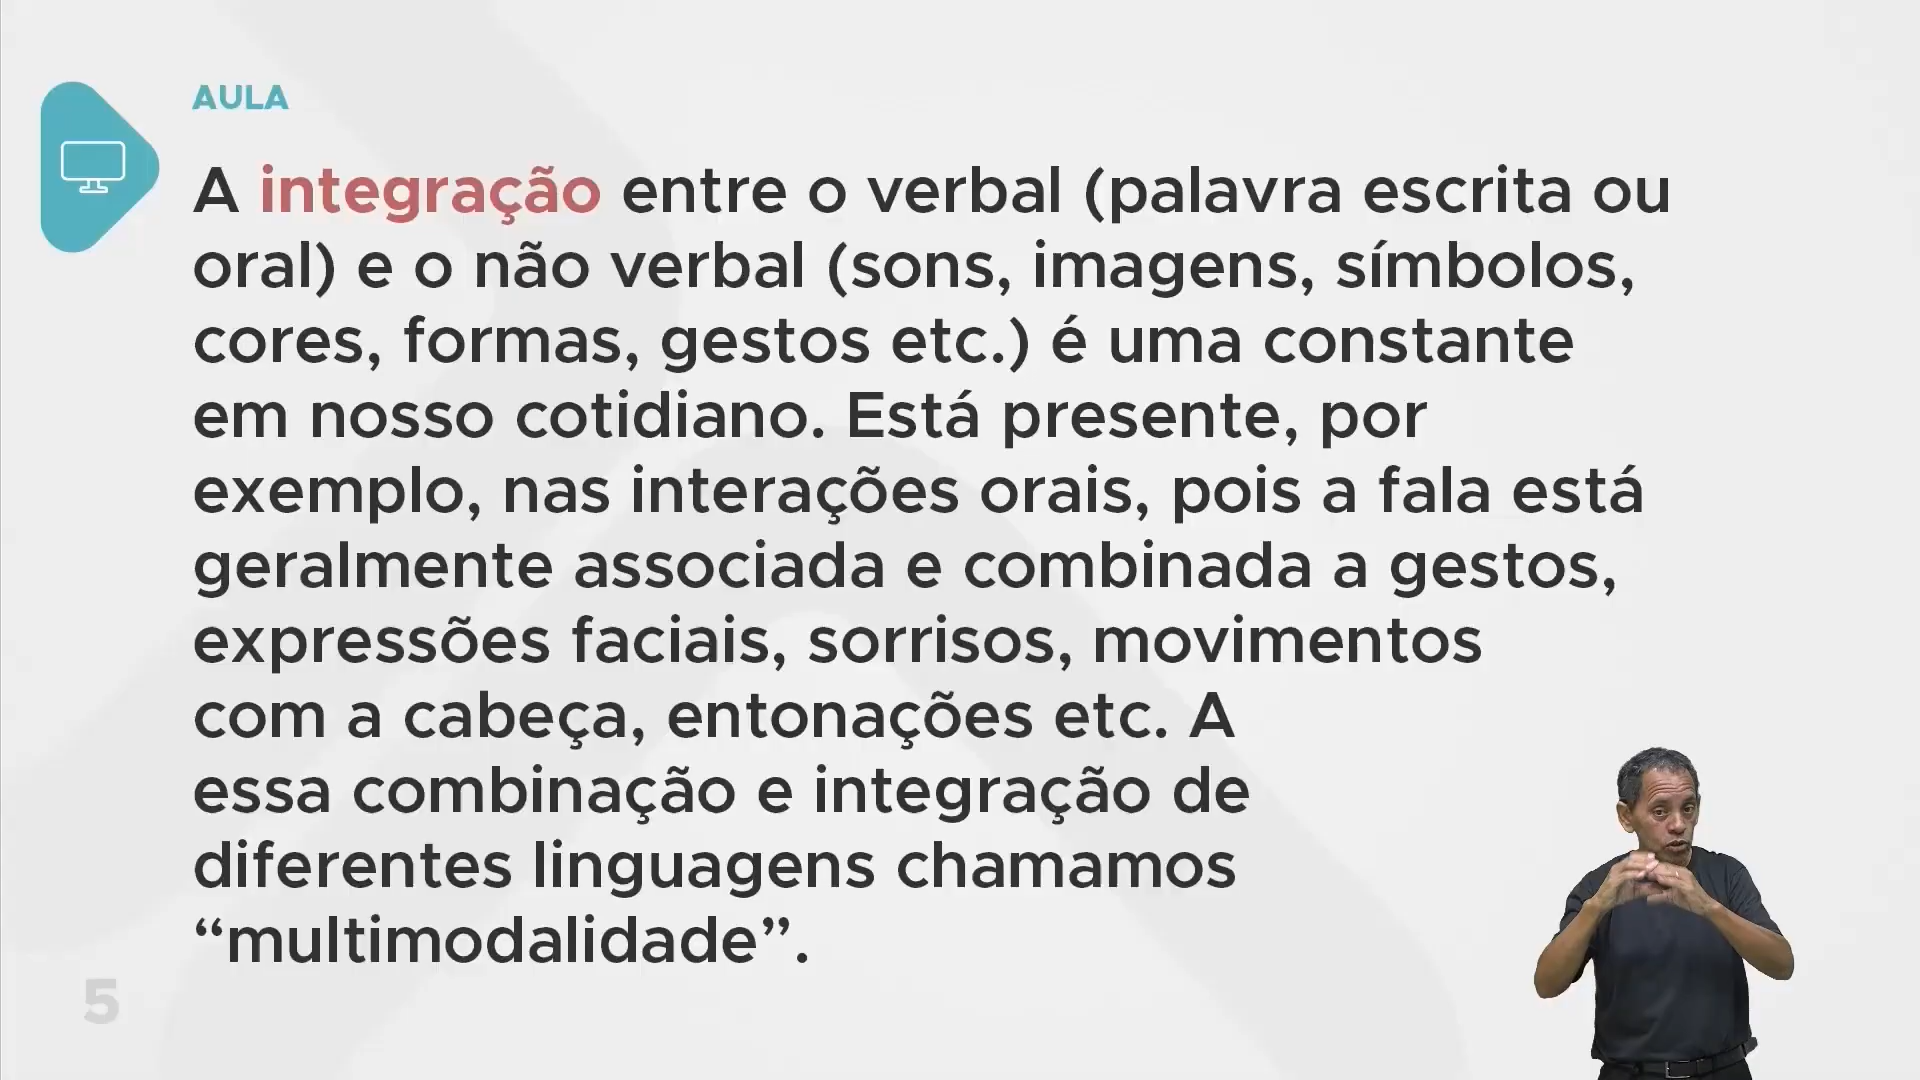 AULA
A integração entre o verbal (palavra escrita ou
oral) e o não verbal (sons, imagens, símbolos,
cores, formas, gestos etc.) é uma constante
em nosso cotidiano. Está presente, por
exemplo, nas interações orais, pois a fala está
geralmente associada e combinada a gestos,
expressões faciais, sorrisos, movimentos
com a cabeça, entonações etc. A
essa combinação e integração de
diferentes linguagens chamamos
“multimodalidade”.
5